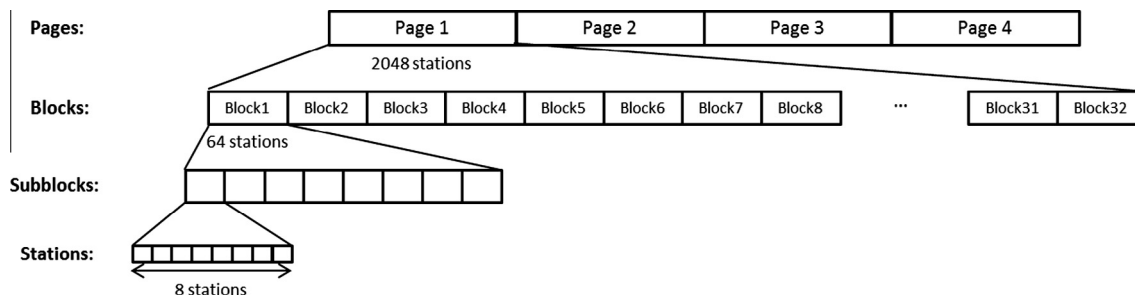 Pages: Page 1 Page 2 Page 3 Page 4
2048 stations
Blocks: Block1 Block2 Block3 Block4 Block5 Block6 Block7 Block8 ... Block31 Block32
64 stations
Subblocks:
Stations:
8 stations